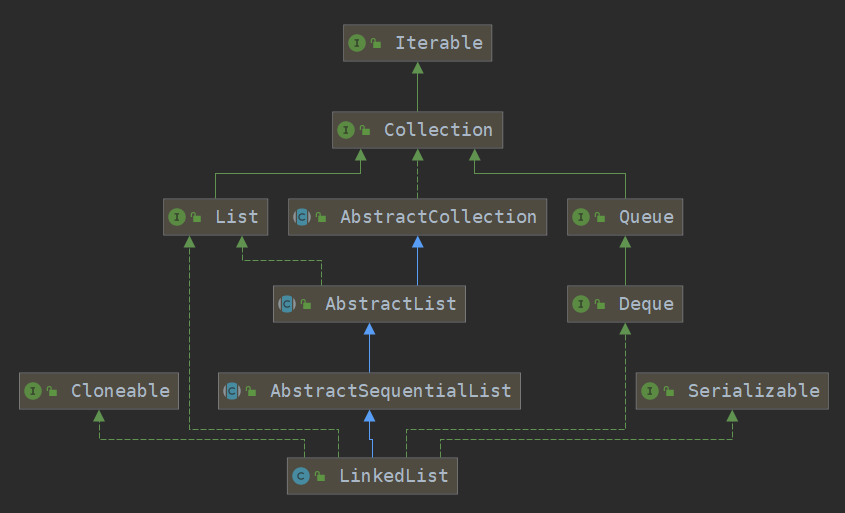 Iterable
Collection
List
AbstractCollection
Queue
AbstractList
Deque
Cloneable
AbstractSequentialList
Serializable
LinkedList